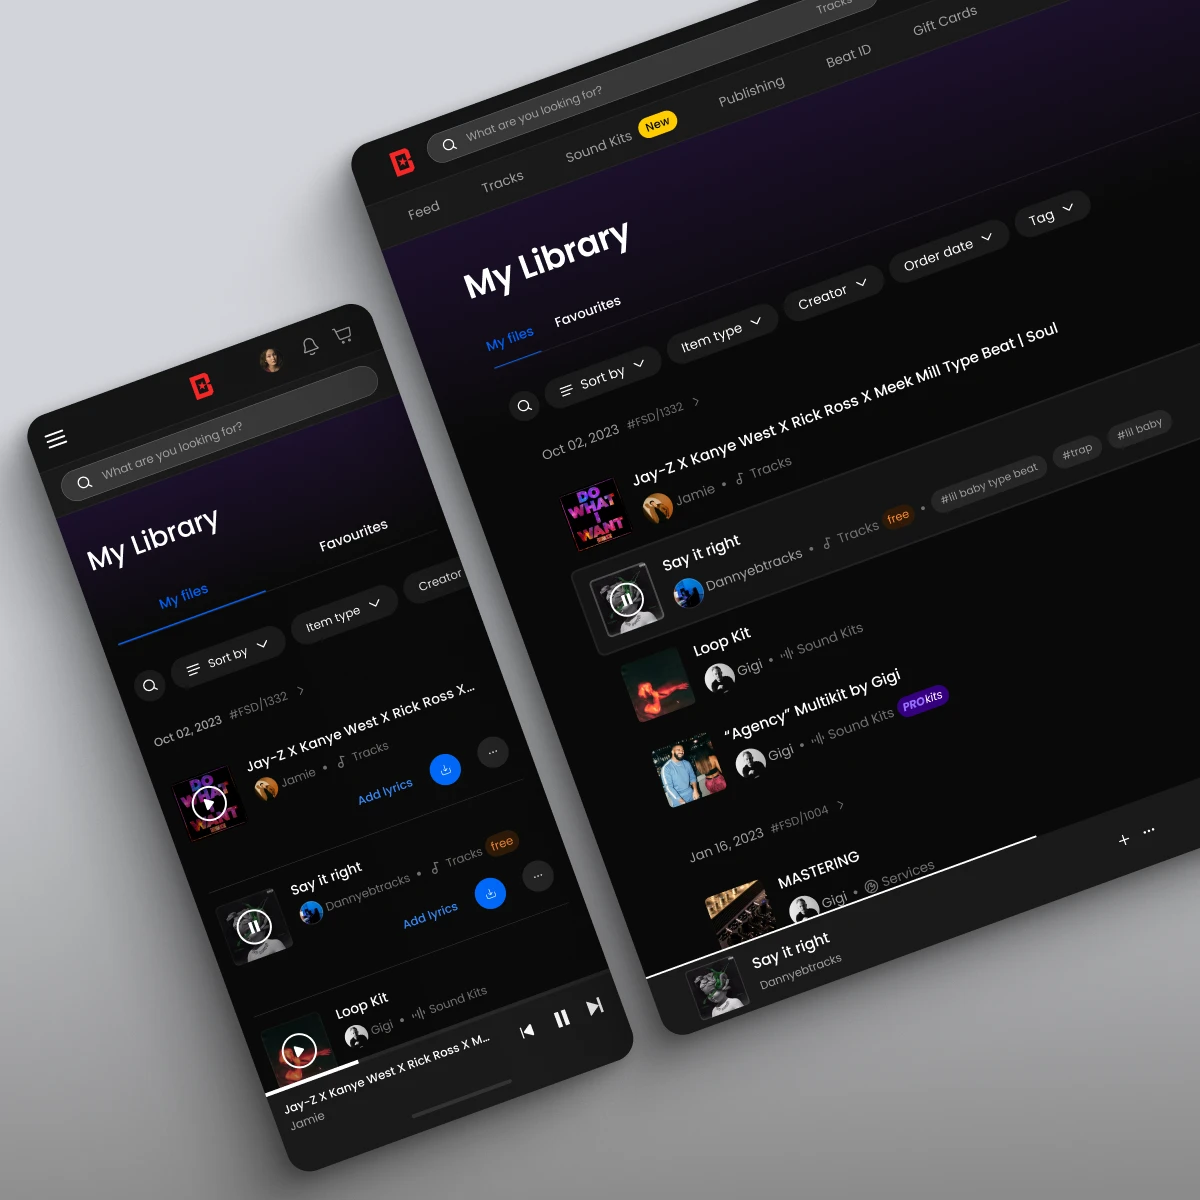 Tracks
What are you looking for?
Feed
Tracks
Sound Kits
New
Publishing
Beat ID
Gift Cards
My Library
My files
Favourites
Sort by
Item type
Creator
Order date
Tag
Oct 02, 2023 #FSD/1332
DO
WHAT
I
WANT
Jay-Z X Kanye West X Rick Ross X Meek Mill Type Beat | Soul
Jamie • Tracks
Say it right
Dannyebtracks • Tracks free • #lil baby type beat #trap #lil baby
Loop Kit
Gigi • Sound Kits
“Agency” Multikit by Gigi
Gigi • Sound Kits PROkits
Jan 16, 2023 #FSD/1004
MASTERING
Gigi • Services
Say it right
Dannyebtracks
What are you looking for?
My Library
My files
Favourites
Sort by
Item type
Creator
Oct 02, 2023 #FSD/1332
DO
WHAT
I
WANT
Jay-Z X Kanye West X Rick Ross X...
Jamie • Tracks
Add lyrics
Say it right
Dannyebtracks • Tracks free
Add lyrics
Loop Kit
Gigi • Sound Kits
Jay-Z X Kanye West X Rick Ross X M...
Jamie